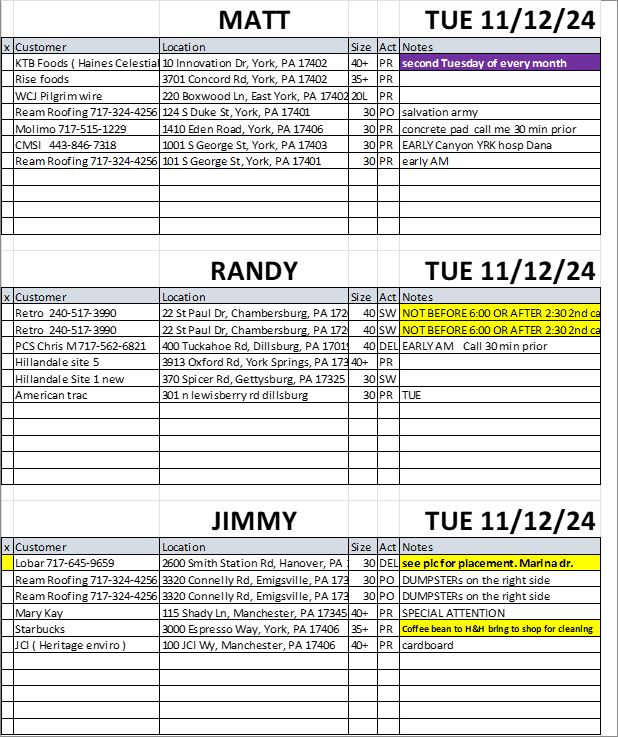 MATT TUE 11/12/24
x Customer Location Size Act Notes
KTB Foods ( Haines Celestial 10 Innovation Dr, York, PA 17402 40+ PR second Tuesday of every month
Rise foods 3701 Concord Rd, York, PA 17402 35+ PR
WCJ Pilgrim wire 220 Boxwood Ln, East York, PA 17402 20L PR
Ream Roofing 717-324-4256 124 S Duke St, York, PA 17401 30 PO salvation army
Molimo 717-515-1229 1410 Eden Road, York, PA 17406 30 PR concrete pad call me 30 min prior
CMSI 443-846-7318 1001 S George St, York, PA 17403 30 PR EARLY Canyon YRK hosp Dana
Ream Roofing 717-324-4256 101 S George St, York, PA 17401 30 PR early AM
RANDY TUE 11/12/24
x Customer Location Size Act Notes
Retro 240-517-3990 22 St Paul Dr, Chambersburg, PA 172 40 SW NOT BEFORE 6:00 OR AFTER 2:30 2nd ca
Retro 240-517-3990 22 St Paul Dr, Chambersburg, PA 172 40 SW NOT BEFORE 6:00 OR AFTER 2:30 2nd ca
PCS Chris M 717-562-6821 400 Tuckahoe Rd, Dillsburg, PA 17019 40 DEL EARLY AM Call 30 min prior
Hillandale site 5 3913 Oxford Rd, York Springs, PA 173 40+ PR
Hillandale Site 1 new 370 Spicer Rd, Gettysburg, PA 17325 30 SW
American trac 301 n lewisberry rd dillsburg 30 PR TUE
JIMMY TUE 11/12/24
x Customer Location Size Act Notes
Lobar 717-645-9659 2600 Smith Station Rd, Hanover, PA 30 DEL see plc for placement. Marina dr.
Ream Roofing 717-324-4256 3320 Connelly Rd, Emigsville, PA 173 30 PO DUMPSTERs on the right side
Ream Roofing 717-324-4256 3320 Connelly Rd, Emigsville, PA 173 30 PO DUMPSTERs on the right side
Mary Kay 115 Shady Ln, Manchester, PA 17345 40+ PR SPECIAL ATTENTION
Starbucks 3000 Espresso Way, York, PA 17406 35+ PR Coffee bean to H&H bring to shop for cleaning
JCI ( Heritage enviro ) 100 JCI Wy, Manchester, PA 17406 40+ PR cardboard